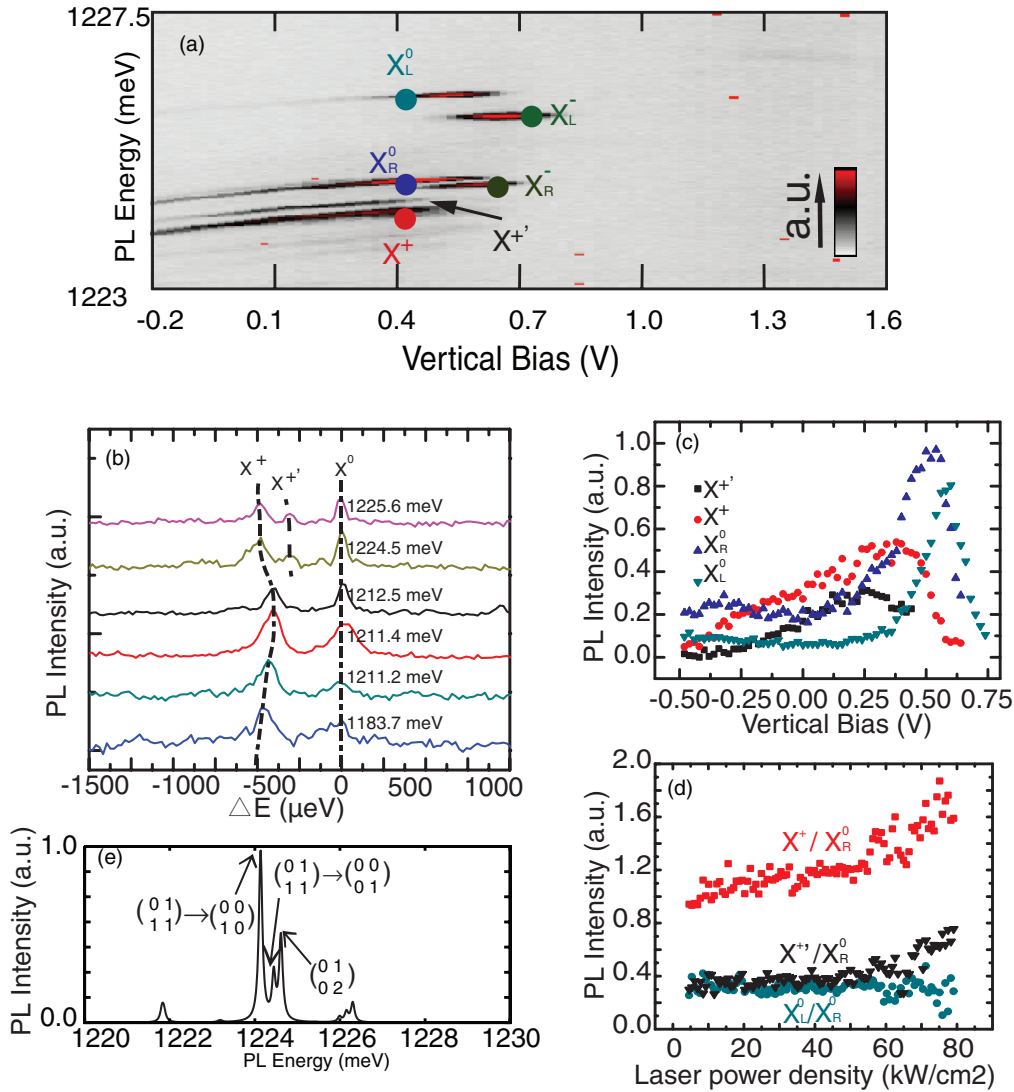 1227.5
(a)
X_L^0
X_L^-
PL Energy (meV)
X_R^0
X_R^-
a.u.
X^+'
X^+
1223
-0.2 0.1 0.4 0.7 1.0 1.3 1.6
Vertical Bias (V)
(b)
X^+ X^+' X^0
1225.6 meV
1224.5 meV
1212.5 meV
1211.4 meV
1211.2 meV
1183.7 meV
PL Intensity (a.u.)
-1500 -1000 -500 0 500 1000
△E (μeV)
(c)
1.0
0.8
0.6
0.4
0.2
0.0
PL Intensity (a.u.)
X^+'
X^+
X_R^0
X_L^0
-0.50 -0.25 0.00 0.25 0.50 0.75
Vertical Bias (V)
(d)
2.0
1.6
1.2
0.8
0.4
0.0
PL Intensity (a.u.)
X^+/X_R^0
X^+'/X_R^0
X_L^0/X_R^0
0 20 40 60 80
Laser power density (kW/cm2)
(e)
1.0
0.0
PL Intensity (a.u.)
(0 1
1 1)→(0 0
1 0)
(0 1
1 1)→(0 0
0 1)
(0 1
0 2)
1220 1222 1224 1226 1228 1230
PL Energy (meV)